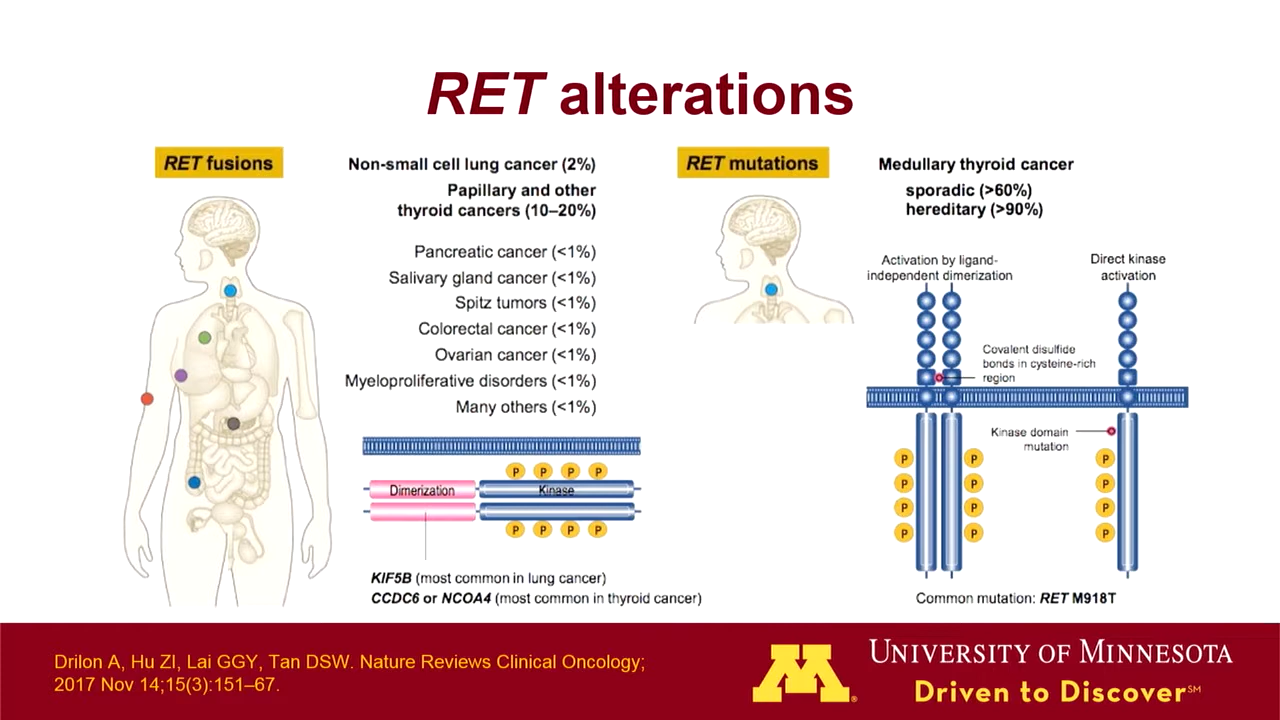 RET alterations
RET fusions
Non-small cell lung cancer (2%)
Papillary and other
thyroid cancers (10–20%)
Pancreatic cancer (<1%)
Salivary gland cancer (<1%)
Spitz tumors (<1%)
Colorectal cancer (<1%)
Ovarian cancer (<1%)
Myeloproliferative disorders (<1%)
Many others (<1%)
P P P P
Dimerization Kinase
P P P P
KIF5B (most common in lung cancer)
CCDC6 or NCOA4 (most common in thyroid cancer)
RET mutations
Medullary thyroid cancer
sporadic (>60%)
hereditary (>90%)
Activation by ligand-
independent dimerization
Direct kinase
activation
Covalent disulfide
bonds in cysteine-rich
region
Kinase domain
mutation
P P P
P P P
P P P
P P P
Common mutation: RET M918T
Drilon A, Hu ZI, Lai GGY, Tan DSW. Nature Reviews Clinical Oncology;
2017 Nov 14;15(3):151–67.
M®
UNIVERSITY OF MINNESOTA
Driven to Discover℠